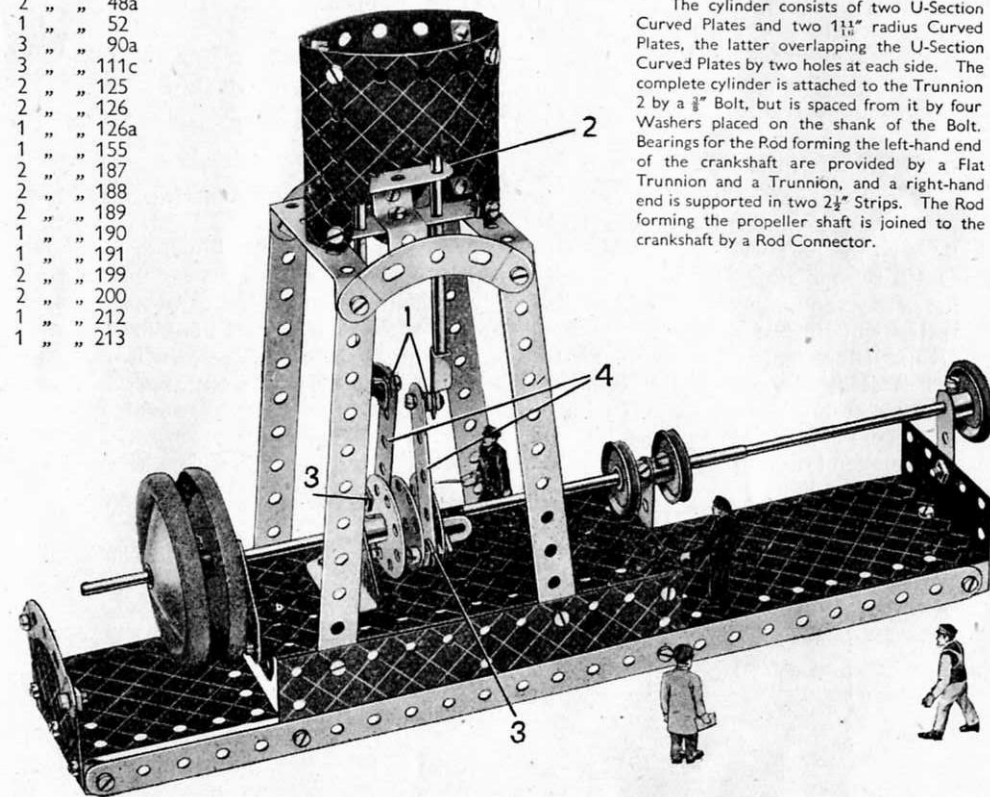 2 „ „ 48a
1 „ „ 52
3 „ „ 90a
3 „ „ 111c
2 „ „ 125
2 „ „ 126
1 „ „ 126a
1 „ „ 155
2 „ „ 187
2 „ „ 188
2 „ „ 189
1 „ „ 190
1 „ „ 191
2 „ „ 199
2 „ „ 200
1 „ „ 212
1 „ „ 213
The cylinder consists of two U-Section
Curved Plates and two 1 11/16" radius Curved
Plates, the latter overlapping the U-Section
Curved Plates by two holes at each side. The
complete cylinder is attached to the Trunnion
2 by a ⅜" Bolt, but is spaced from it by four
Washers placed on the shank of the Bolt.
Bearings for the Rod forming the left-hand end
of the crankshaft are provided by a Flat
Trunnion and a Trunnion, and a right-hand
end is supported in two 2½" Strips. The Rod
forming the propeller shaft is joined to the
crankshaft by a Rod Connector.
2
1
4
3
3